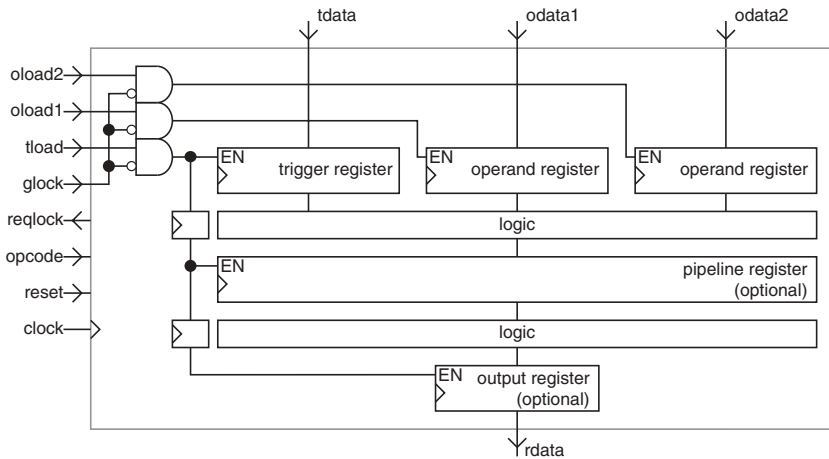 tdata
odata1
odata2
oload2
oload1
tload
glock
reqlock
opcode
reset
clock
EN
trigger register
EN
operand register
EN
operand register
logic
EN
pipeline register
(optional)
logic
EN
output register
(optional)
rdata